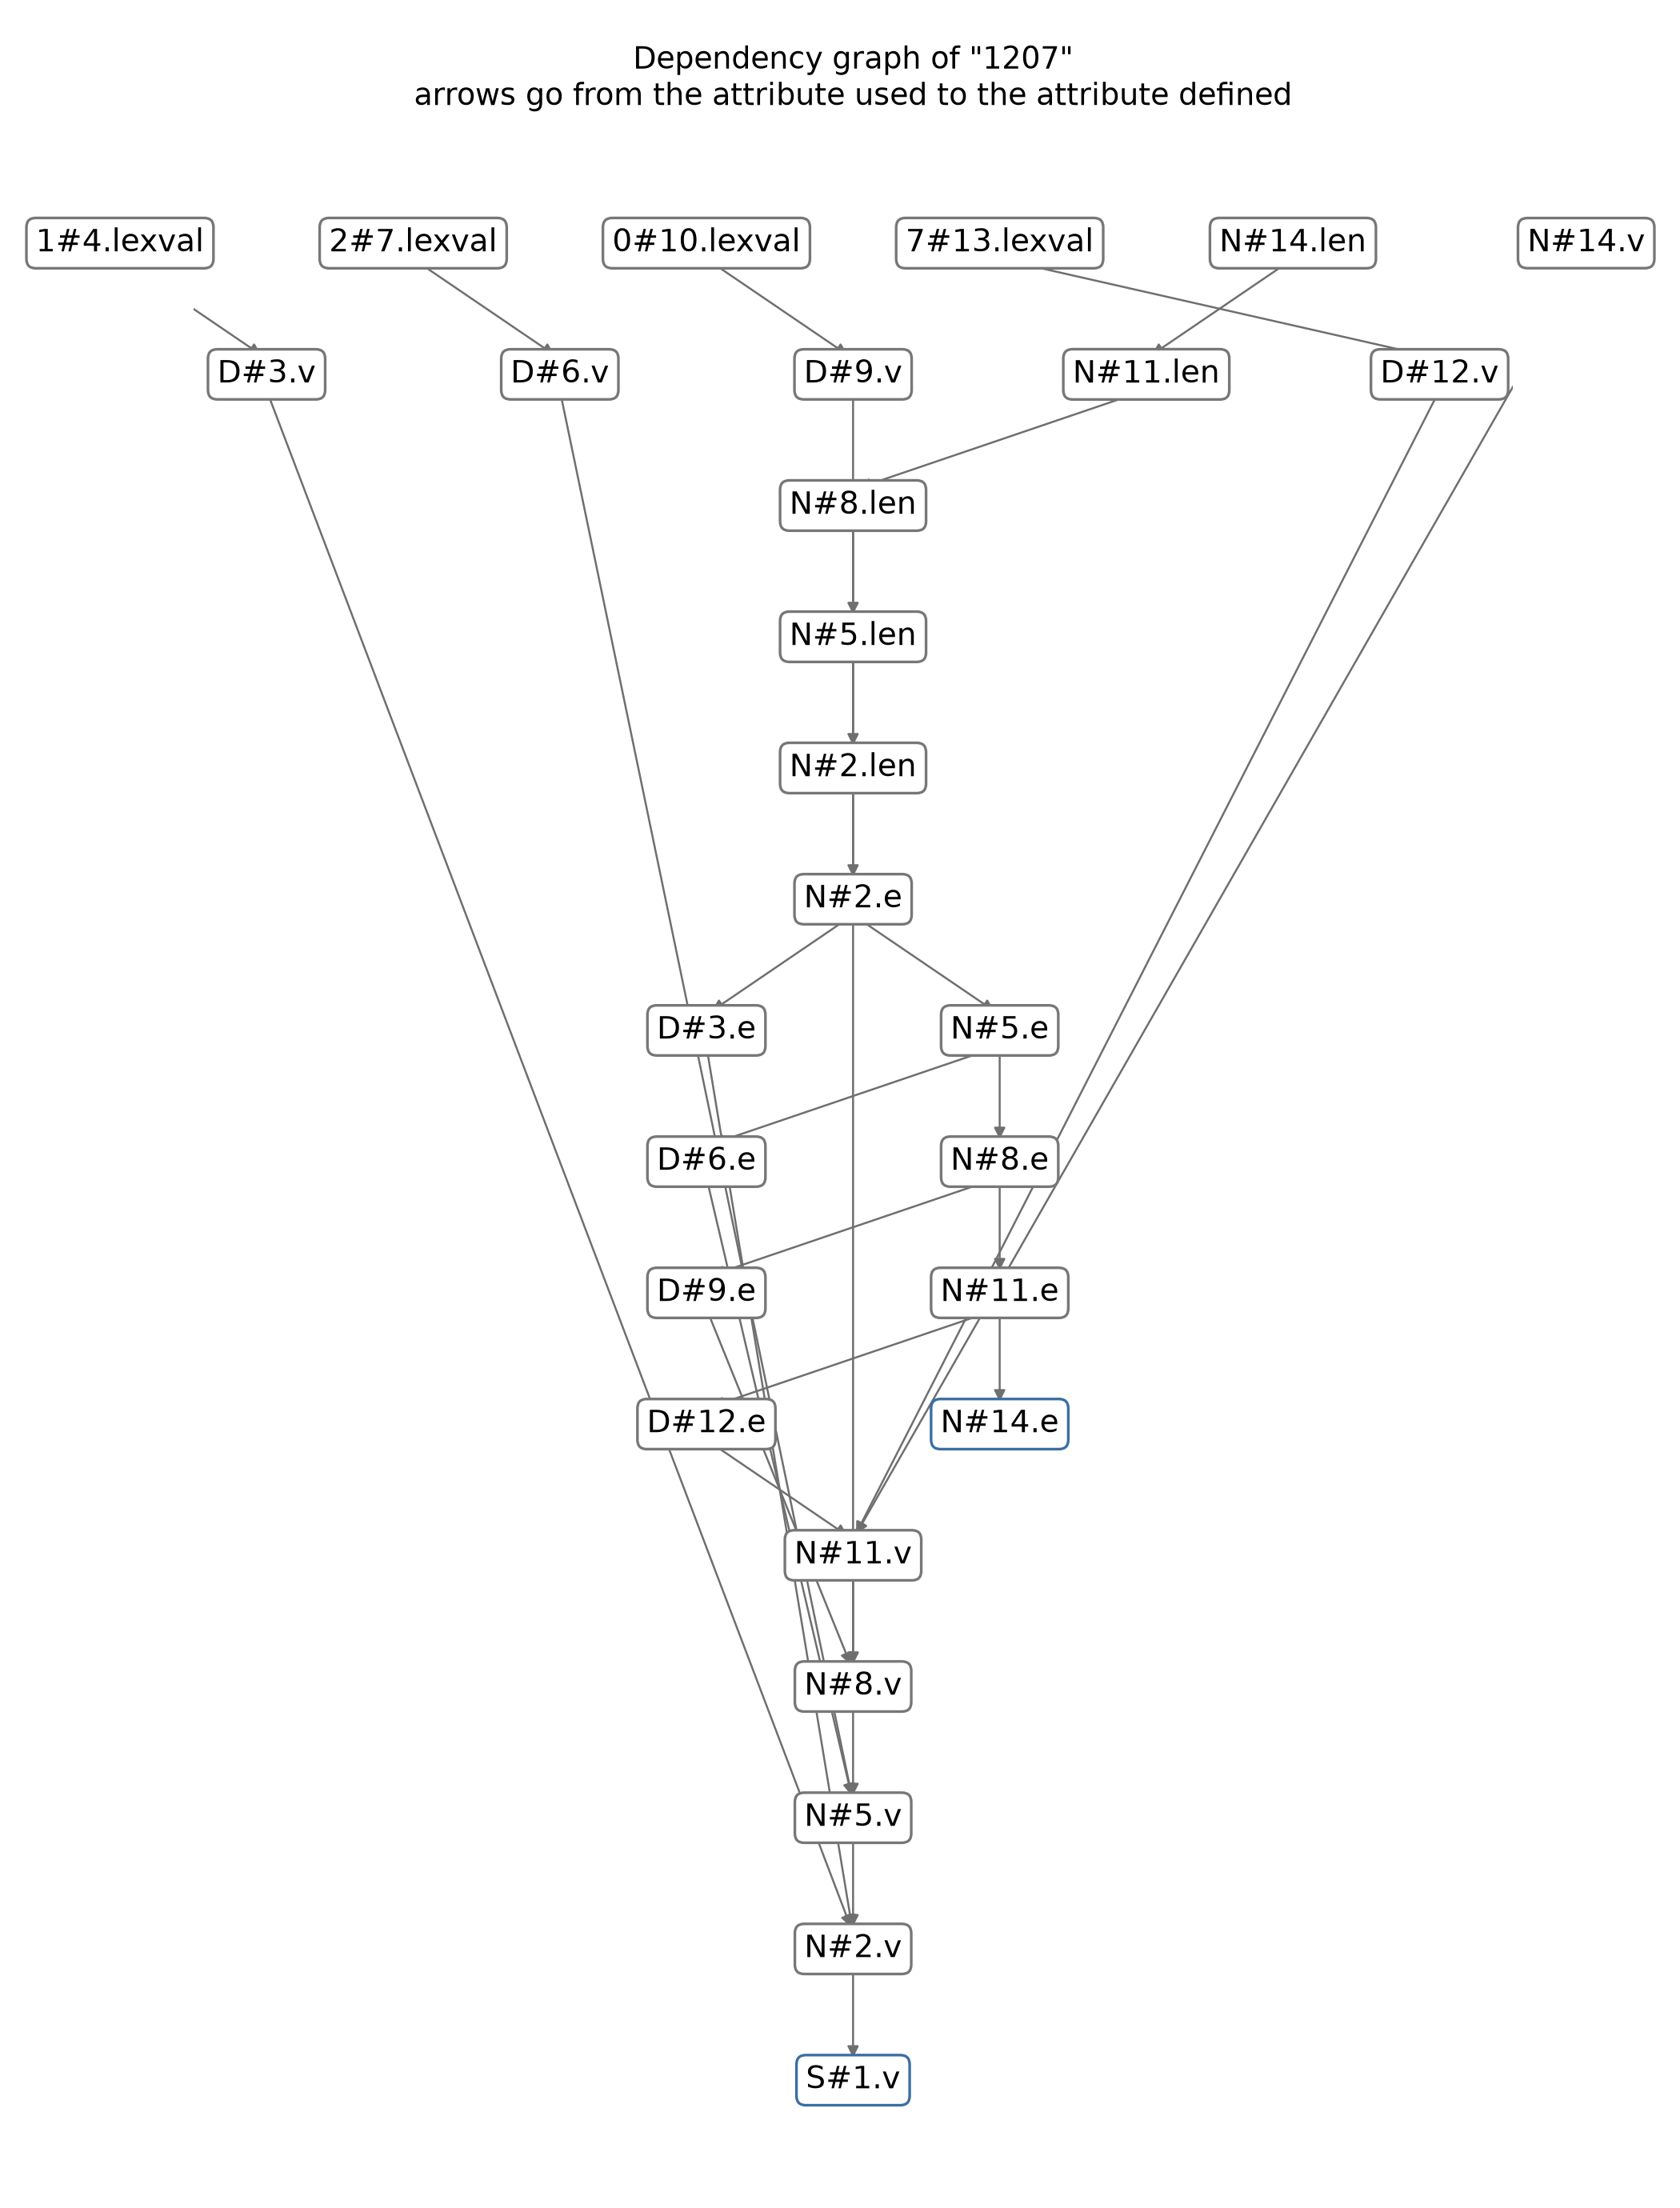 Dependency graph of "1207"
arrows go from the attribute used to the attribute defined
1#4.lexval 2#7.lexval 0#10.lexval 7#13.lexval N#14.len N#14.v
D#3.v D#6.v D#9.v N#11.len D#12.v
N#8.len
N#5.len
N#2.len
N#2.e
D#3.e N#5.e
D#6.e N#8.e
D#9.e N#11.e
D#12.e N#14.e
N#11.v
N#8.v
N#5.v
N#2.v
S#1.v